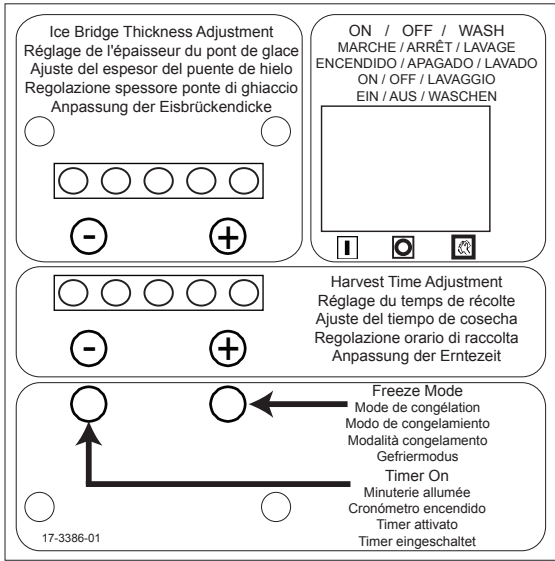 Ice Bridge Thickness Adjustment
Réglage de l'épaisseur du pont de glace
Ajuste del espesor del puente de hielo
Regolazione spessore ponte di ghiaccio
Anpassung der Eisbrückendicke
- +
ON / OFF / WASH
MARCHE / ARRÊT / LAVAGE
ENCENDIDO / APAGADO / LAVADO
ON / OFF / LAVAGGIO
EIN / AUS / WASCHEN
I O
Harvest Time Adjustment
Réglage du temps de récolte
Ajuste del tiempo de cosecha
Regolazione orario di raccolta
Anpassung der Erntezeit
- +
Freeze Mode
Mode de congélation
Modo de congelamiento
Modalità congelamento
Gefriermodus
Timer On
Minuterie allumée
Cronómetro encendido
Timer attivato
Timer eingeschaltet
17-3386-01